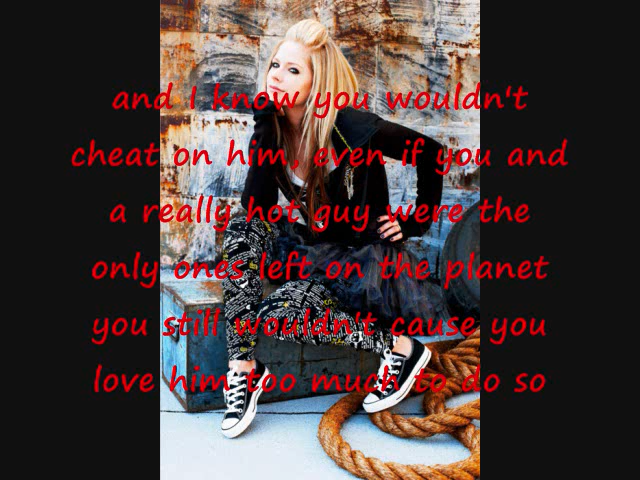 and I know you wouldn't
cheat on him, even if you and
a really hot guy were the
only ones left on the planet
you still wouldn't cause you
love him too much to do so